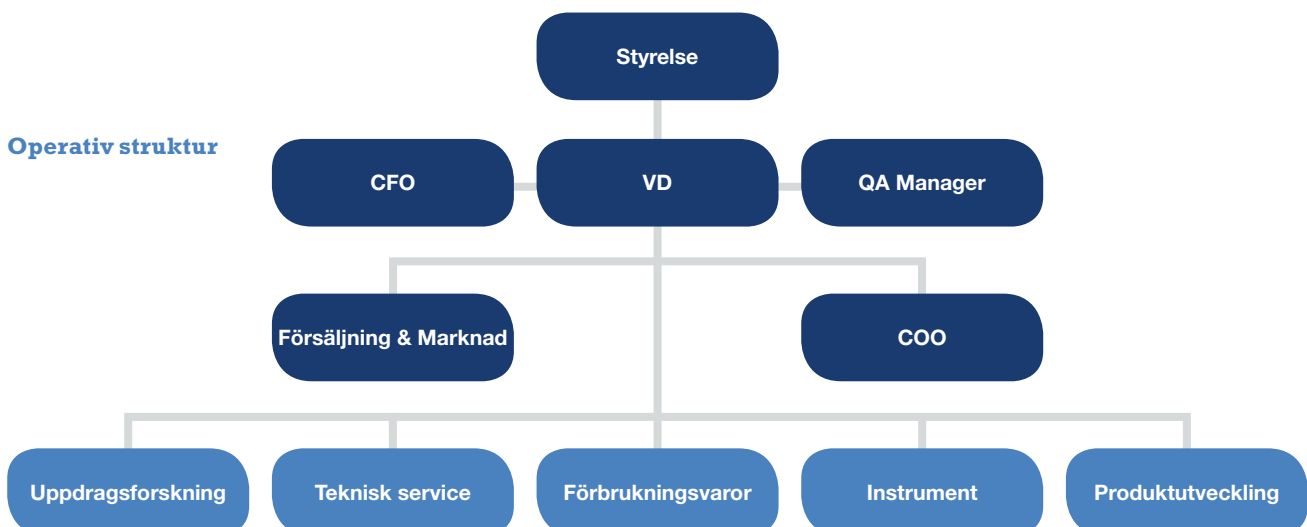 Styrelse
Operativ struktur
CFO
VD
QA Manager
Försäljning & Marknad
COO
Uppdragsforskning
Teknisk service
Förbrukningsvaror
Instrument
Produktutveckling